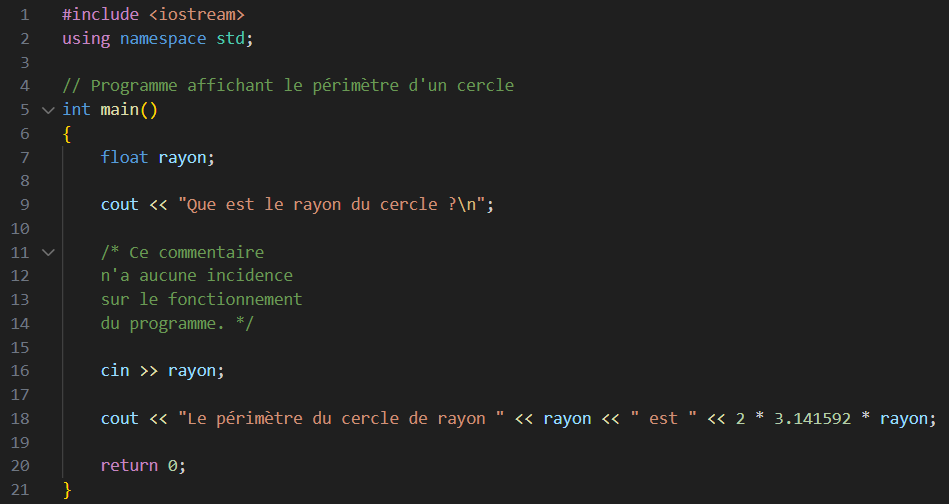 1 #include <iostream>
2 using namespace std;
3
4 // Programme affichant le périmètre d'un cercle
5 int main()
6 {
7 float rayon;
8
9 cout << "Que est le rayon du cercle ?\n";
10
11 /* Ce commentaire
12 n'a aucune incidence
13 sur le fonctionnement
14 du programme. */
15
16 cin >> rayon;
17
18 cout << "Le périmètre du cercle de rayon " << rayon << " est " << 2 * 3.141592 * rayon;
19
20 return 0;
21 }